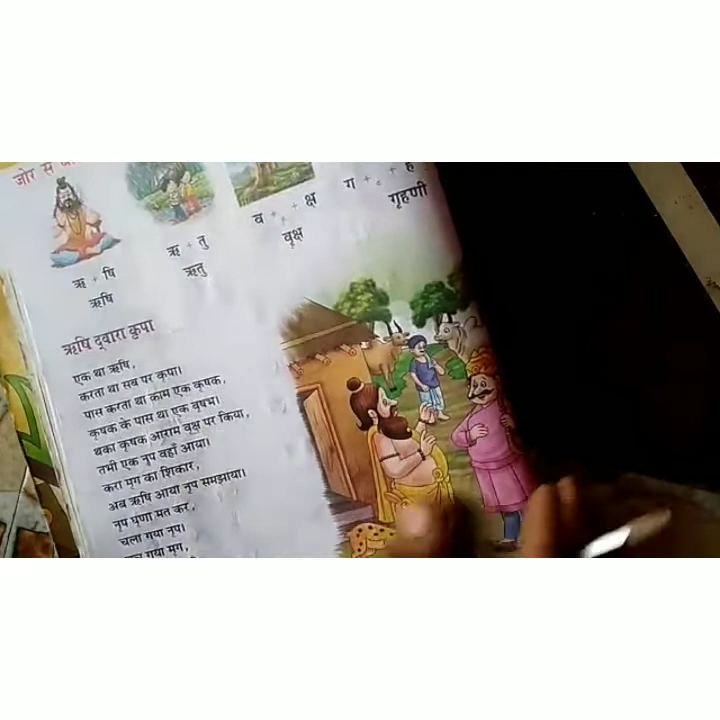 जोर से
ऋ + षि
ऋषि
ऋ + तु
ऋतु
व + ृ + क्ष
वृक्ष
ग + ृ + ह
गृहणी
ऋषि द्वारा कृपा
एक था ऋषि,
करता था सब पर कृपा।
पास करता था काम एक कृषक,
कृषक के पास था एक वृषभ।
थका कृषक आराम वृक्ष पर किया,
तभी एक नृप वहाँ आया।
करा मृग का शिकार,
अब ऋषि आया नृप समझाया।
नृप घृणा मत कर,
चला गया नृप।
गया मृग,